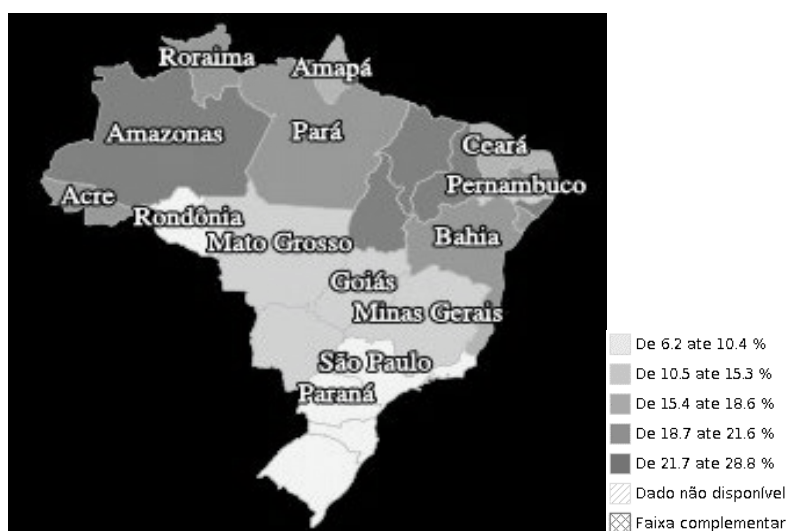 Roraima
Amapá
Amazonas
Pará
Ceará
Pernambuco
Acre
Rondônia
Mato Grosso
Bahia
Goiás
Minas Gerais
São Paulo
Paraná
De 6.2 ate 10.4 %
De 10.5 ate 15.3 %
De 15.4 ate 18.6 %
De 18.7 ate 21.6 %
De 21.7 ate 28.8 %
Dado não disponível
Faixa complementar